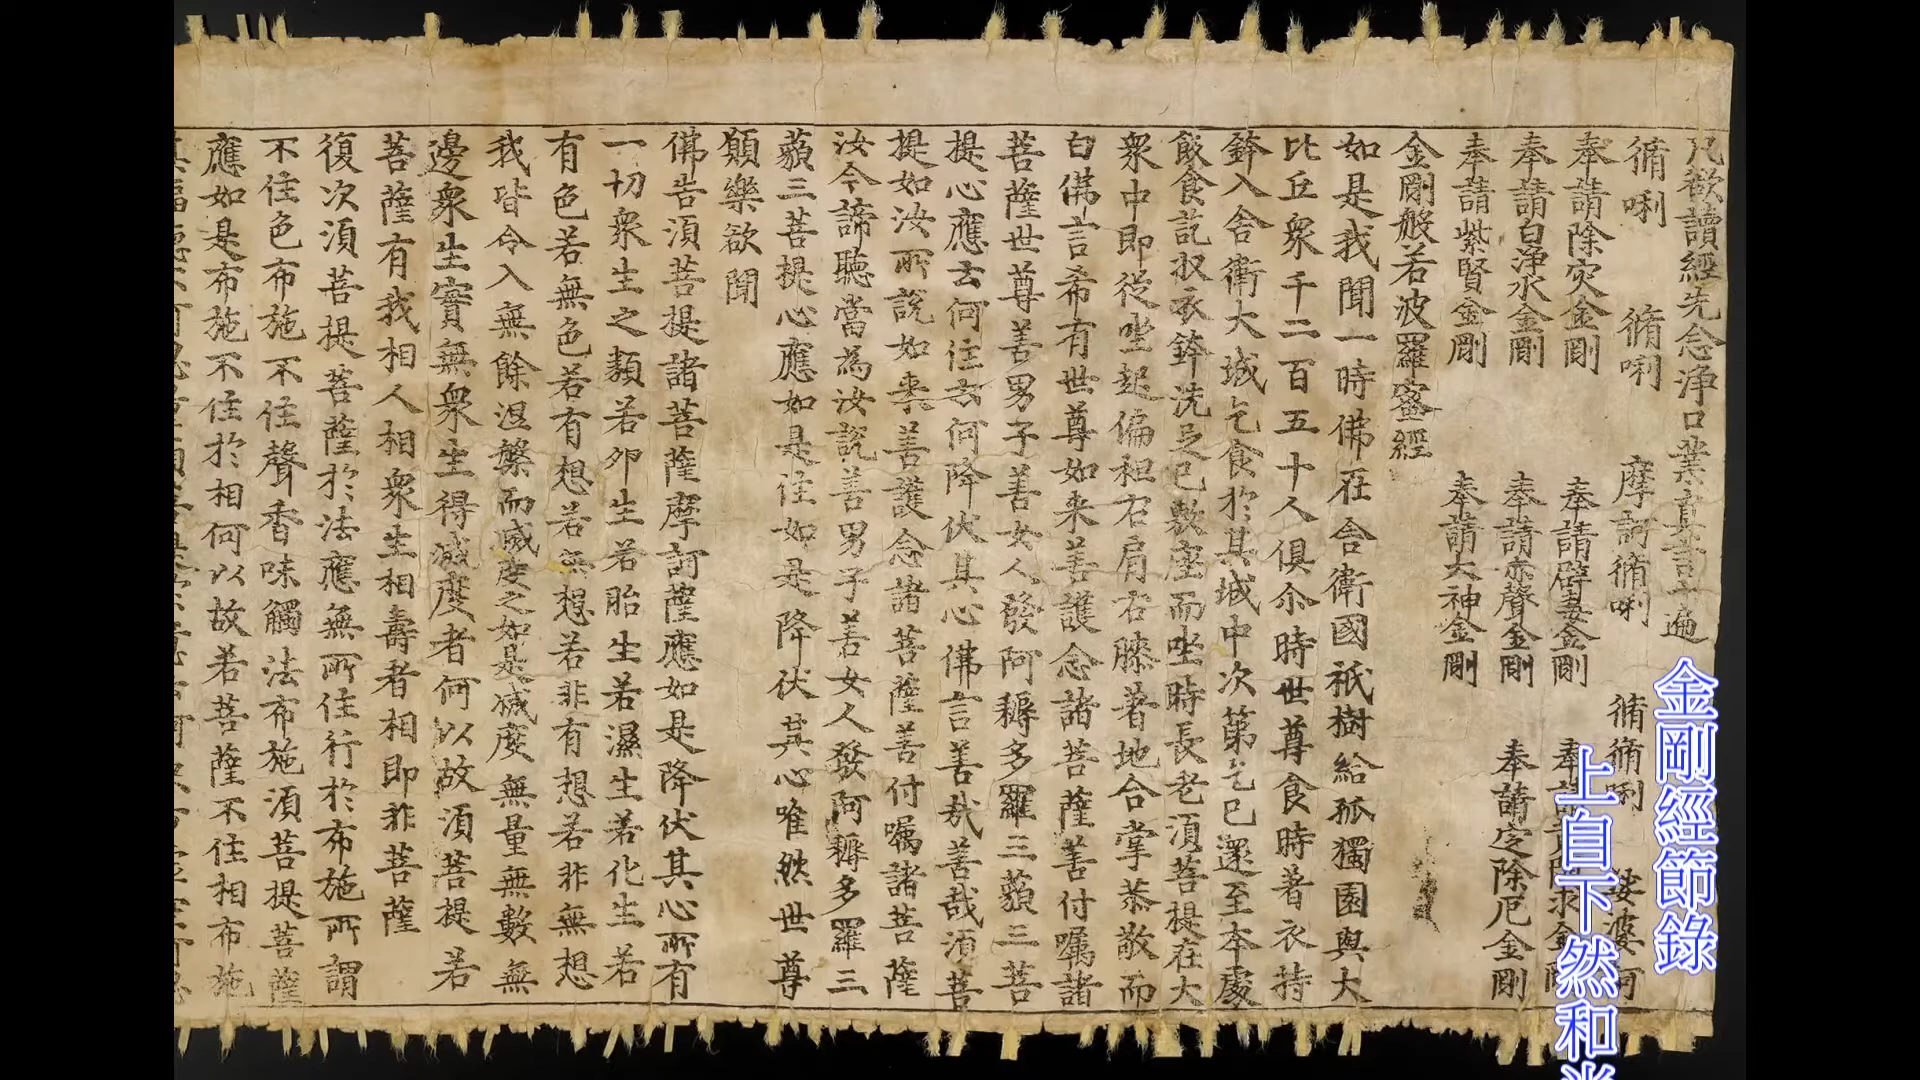 凡欲讀經先念淨口業真言一遍
脩唎 脩唎 摩訶脩唎 脩脩唎 娑婆訶
奉請除灾金剛 奉請辟毒金剛 奉請
奉請白淨水金剛 奉請赤聲金剛 奉請定除厄金剛
奉請紫賢金剛 奉請大神金剛
金剛般若波羅蜜經
如是我聞一時佛在舎衛國祇樹給孤獨園與大
比丘衆千二百五十人俱尒時世尊食時著衣持
鉢入舎衛大城乞食於其城中次第乞已還至本處
飯食訖収衣鉢洗足已敷座而坐時長老湏菩提在大
衆中即従坐起偏袒右肩右膝著地合掌恭敬而
白佛言希有世尊如来善護念諸菩薩善付囑諸
菩薩世尊善男子善女人發阿耨多羅三藐三菩
提心應云何住云何降伏其心佛言善哉善哉湏菩
提如汝所說如来善護念諸菩薩善付囑諸菩薩
汝今諦聽當為汝說善男子善女人發阿耨多羅三
藐三菩提心應如是住如是降伏其心唯然世尊
願樂欲聞
佛告湏菩提諸菩薩摩訶薩應如是降伏其心所有
一切衆生之類若卵生若胎生若濕生若化生若
有色若無色若有想若無想若非有想若非無想
我皆令入無餘涅槃而滅度之如是滅度無量無數無
邊衆生實無衆生得滅度者何以故湏菩提若
菩薩有我相人相衆生相壽者相即非菩薩
復次湏菩提菩薩於法應無所住行於布施所謂
不住色布施不住聲香味觸法布施湏菩提菩薩
應如是布施不住於相何以故若菩薩不住相布施
金剛經節錄
上自下然和